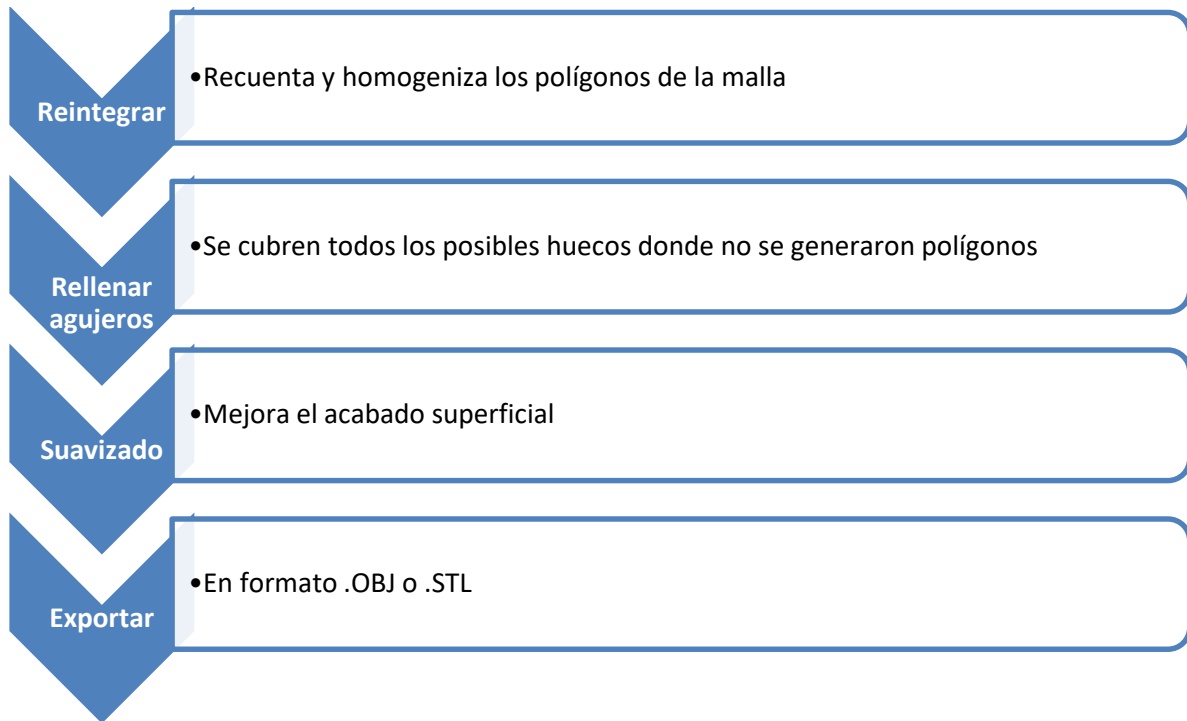 Reintegrar
•Recuenta y homogeniza los polígonos de la malla
Rellenar
agujeros
•Se cubren todos los posibles huecos donde no se generaron polígonos
Suavizado
•Mejora el acabado superficial
Exportar
•En formato .OBJ o .STL